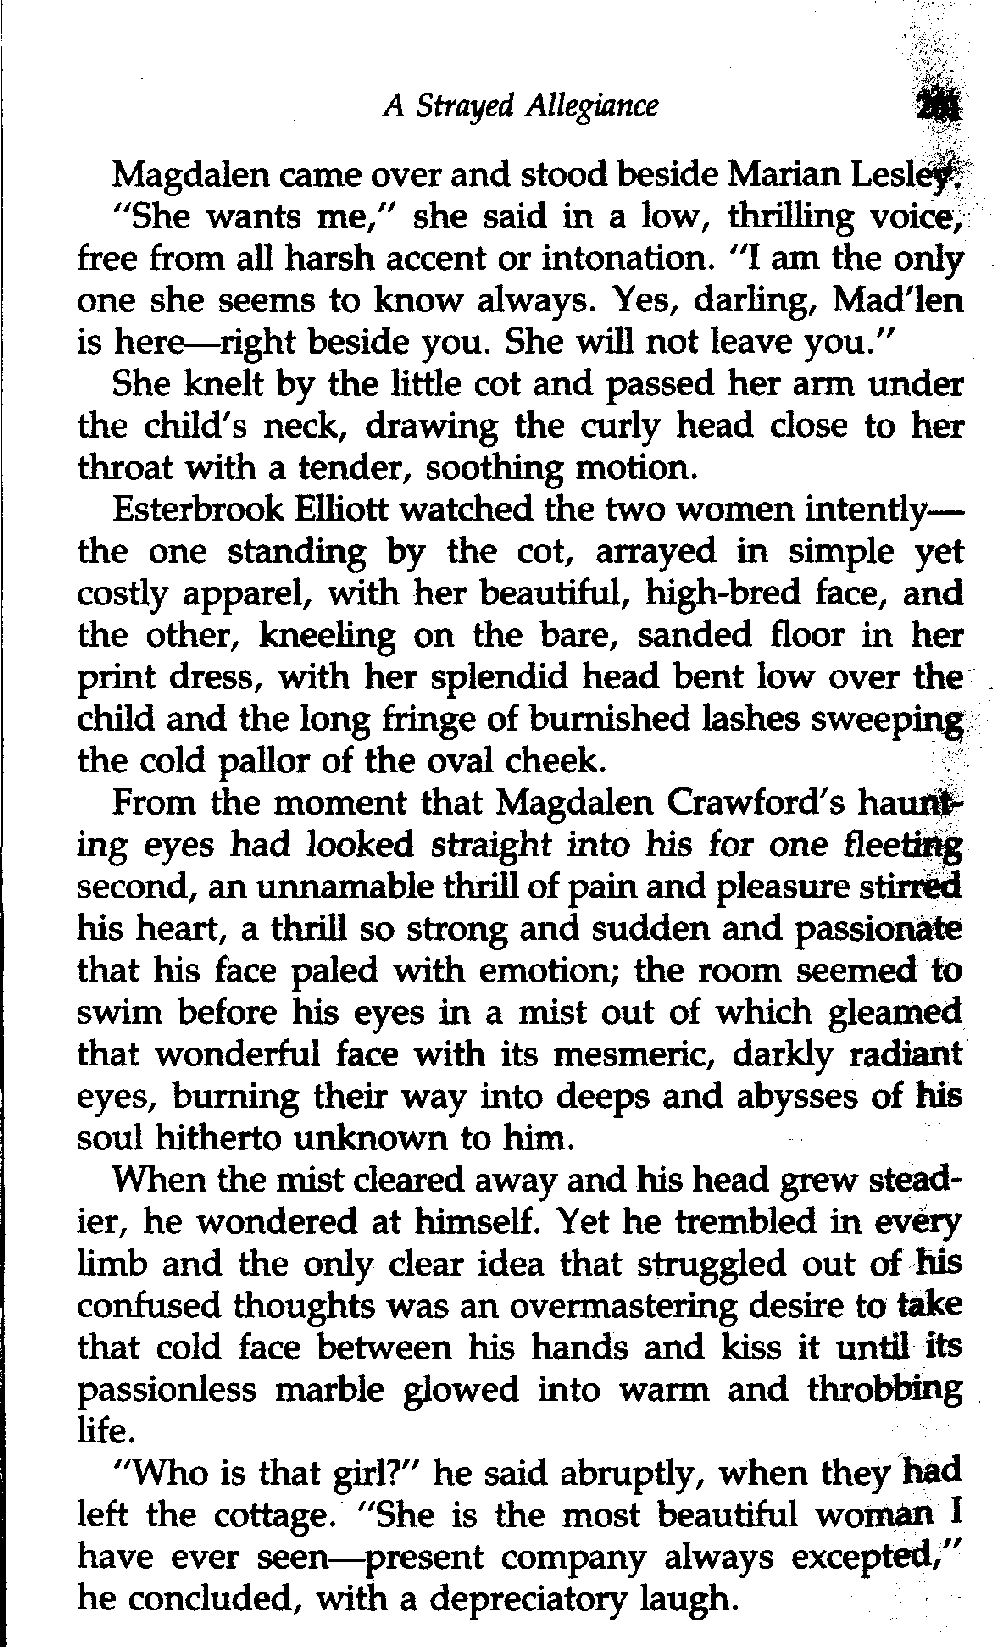 A Strayed Allegiance
Magdalen came over and stood beside Marian Lesley.
"She wants me," she said in a low, thrilling voice,
free from all harsh accent or intonation. "I am the only
one she seems to know always. Yes, darling, Mad'len
is here—right beside you. She will not leave you."
She knelt by the little cot and passed her arm under
the child's neck, drawing the curly head close to her
throat with a tender, soothing motion.
Esterbrook Elliott watched the two women intently—
the one standing by the cot, arrayed in simple yet
costly apparel, with her beautiful, high-bred face, and
the other, kneeling on the bare, sanded floor in her
print dress, with her splendid head bent low over the
child and the long fringe of burnished lashes sweeping
the cold pallor of the oval cheek.
From the moment that Magdalen Crawford's haunt-
ing eyes had looked straight into his for one fleeting
second, an unnamable thrill of pain and pleasure stirred
his heart, a thrill so strong and sudden and passionate
that his face paled with emotion; the room seemed to
swim before his eyes in a mist out of which gleamed
that wonderful face with its mesmeric, darkly radiant
eyes, burning their way into deeps and abysses of his
soul hitherto unknown to him.
When the mist cleared away and his head grew stead-
ier, he wondered at himself. Yet he trembled in every
limb and the only clear idea that struggled out of his
confused thoughts was an overmastering desire to take
that cold face between his hands and kiss it until its
passionless marble glowed into warm and throbbing
life.
"Who is that girl?" he said abruptly, when they had
left the cottage. "She is the most beautiful woman I
have ever seen—present company always excepted,"
he concluded, with a depreciatory laugh.